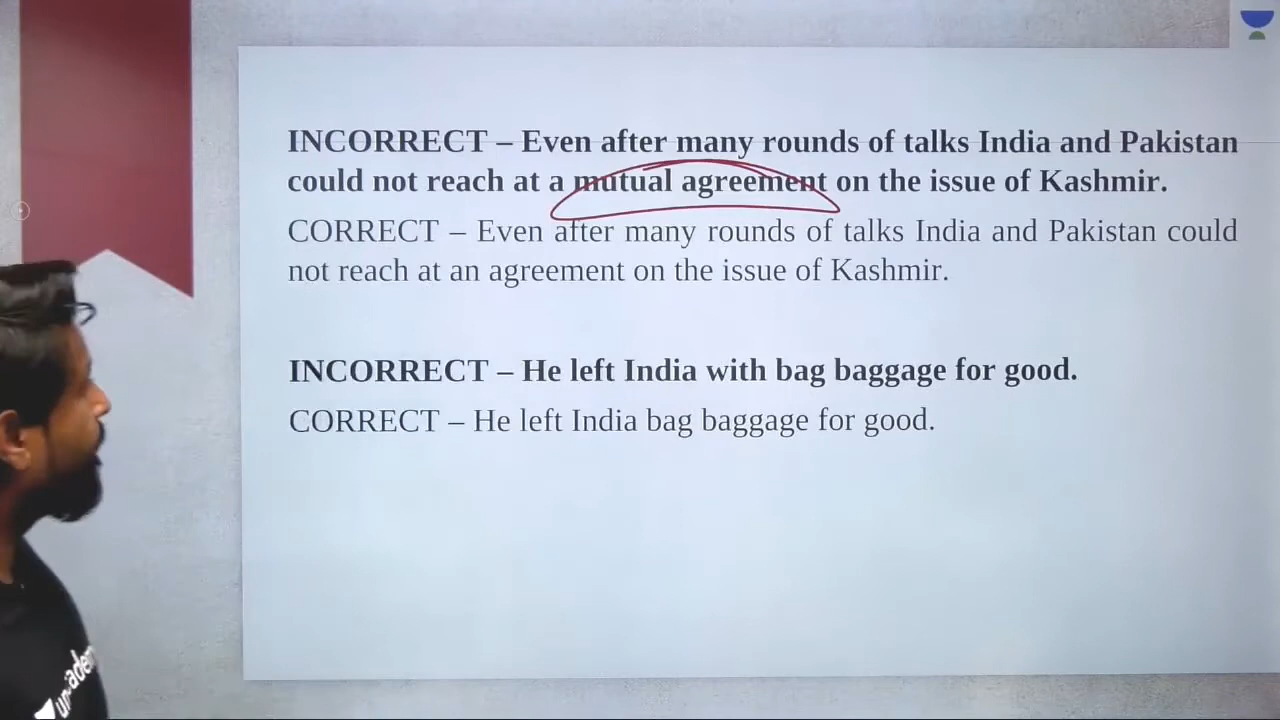 INCORRECT – Even after many rounds of talks India and Pakistan
could not reach at a mutual agreement on the issue of Kashmir.
CORRECT – Even after many rounds of talks India and Pakistan could
not reach at an agreement on the issue of Kashmir.
INCORRECT – He left India with bag baggage for good.
CORRECT – He left India bag baggage for good.